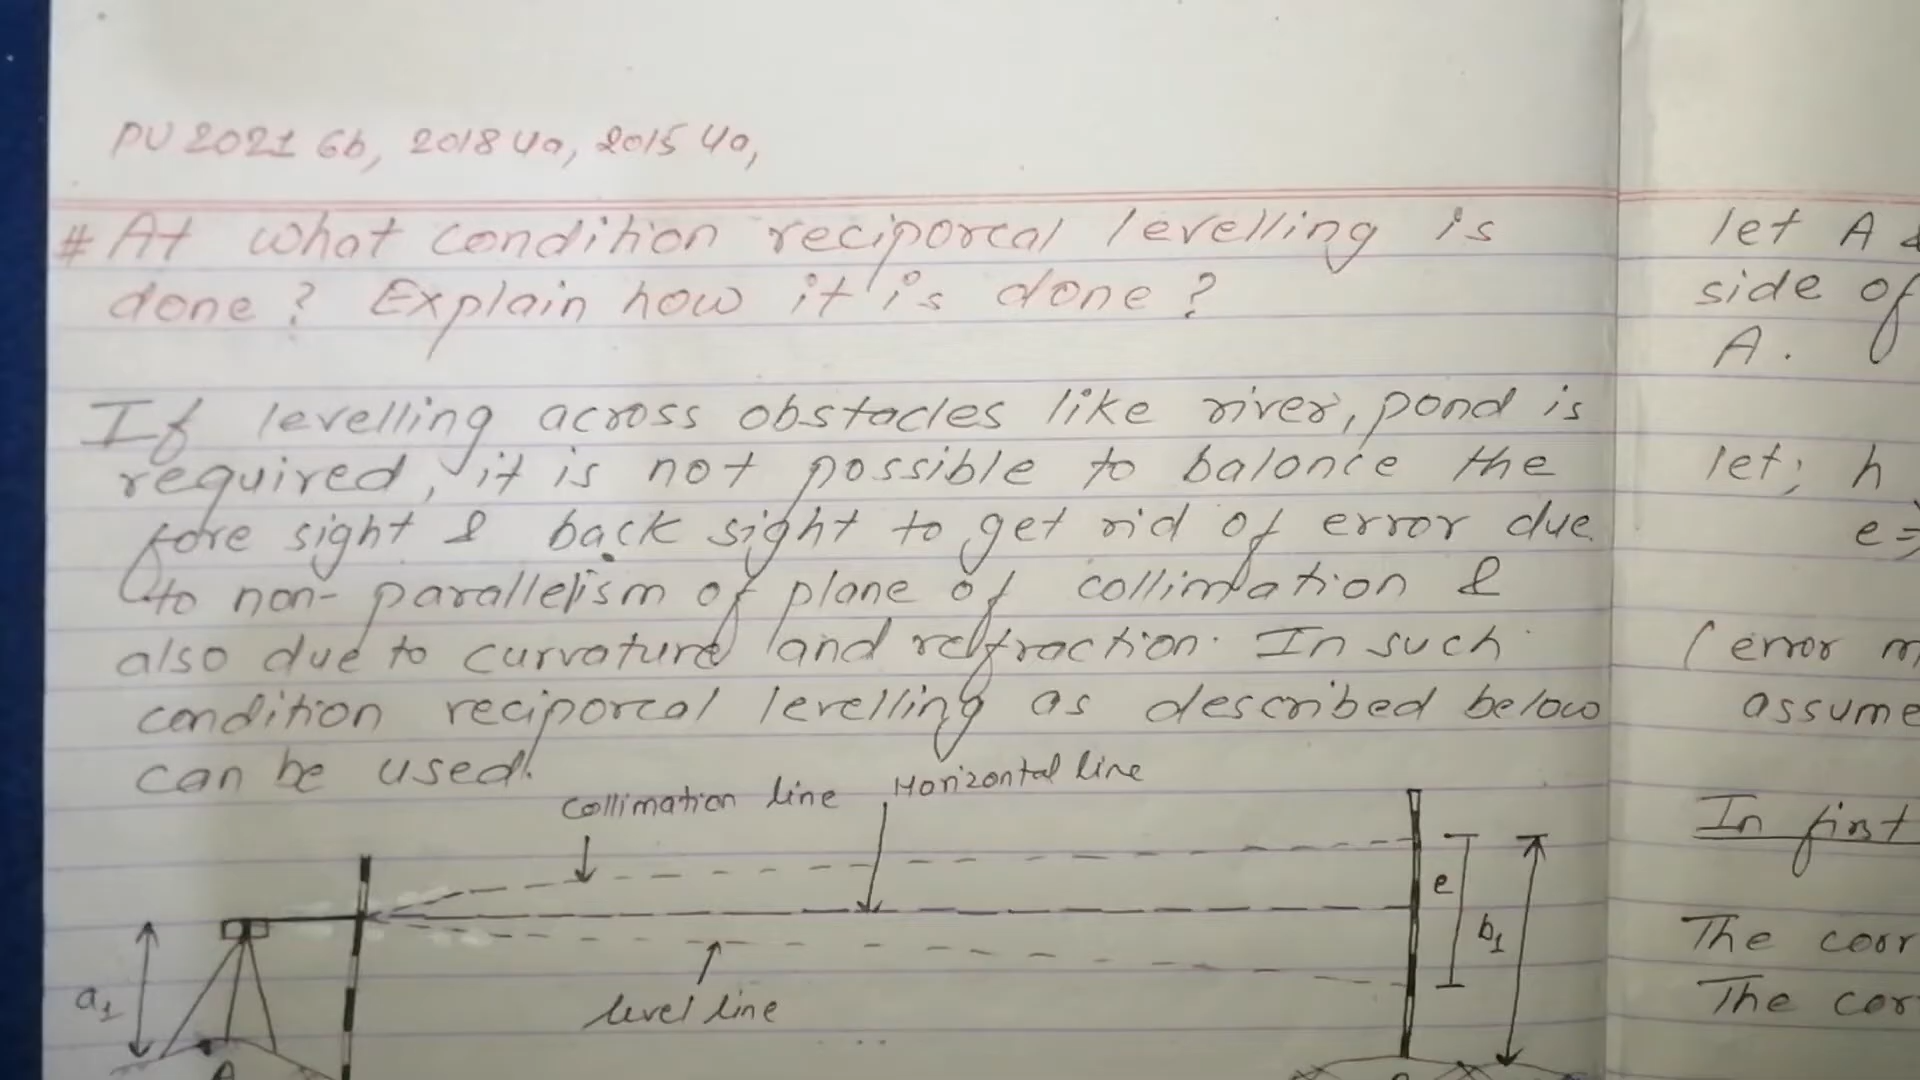 PU 2021 6b, 2018 4a, 2015 4a,
# At what condition reciporcal levelling is
done? Explain how it is done?
If levelling across obstacles like river, pond is
required, it is not possible to balance the
fore sight & back sight to get rid of error due
to non-parallelism of plane of collimation &
also due to curvature and refraction. In such
condition reciporcal levelling as described below
can be used.
collimation line
Horizontal line
e
b1
a1
level line
A
let A &
side of
A.
let; h
e =>
(error m
assume
In first
The corr
The cor